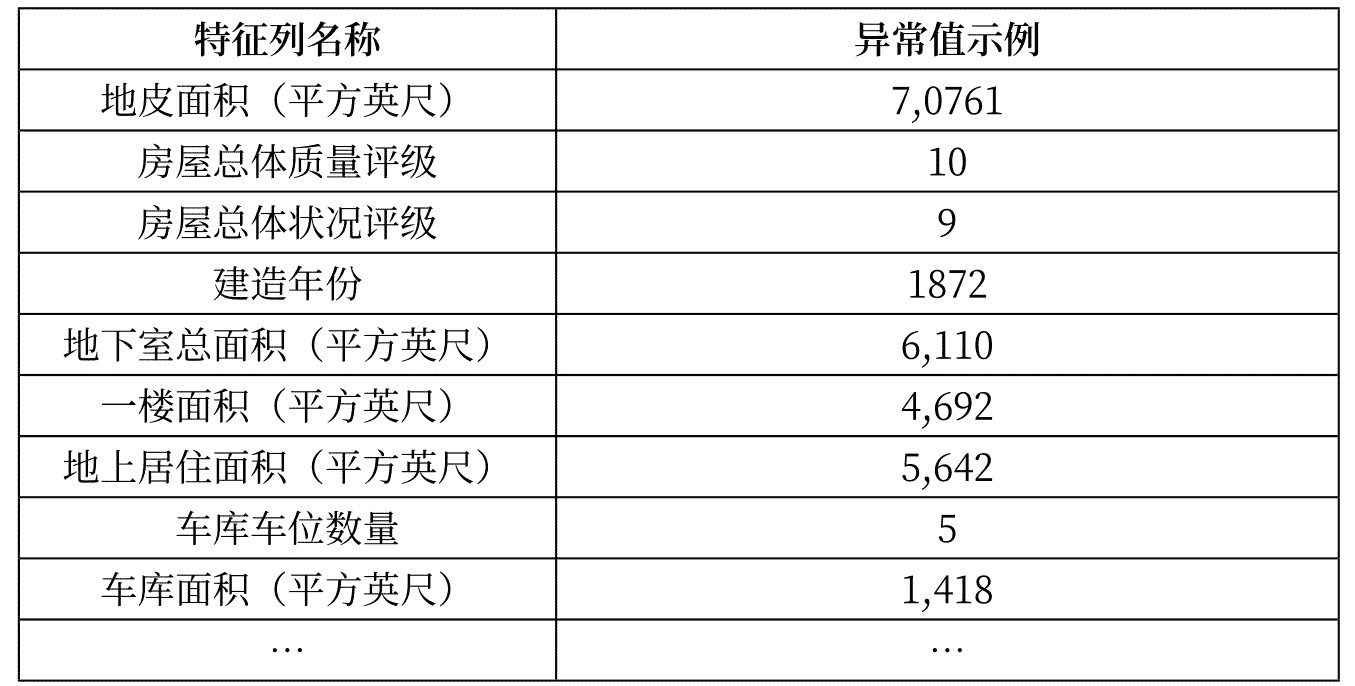 特征列名称 异常值示例
地皮面积（平方英尺） 7,0761
房屋总体质量评级 10
房屋总体状况评级 9
建造年份 1872
地下室总面积（平方英尺） 6,110
一楼面积（平方英尺） 4,692
地上居住面积（平方英尺） 5,642
车库车位数量 5
车库面积（平方英尺） 1,418
… …